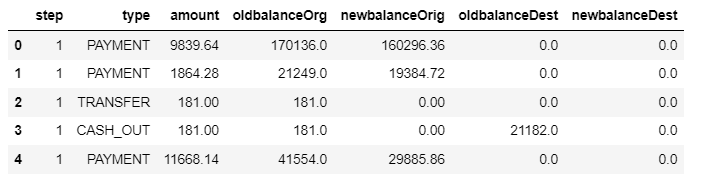 step type amount oldbalanceOrg newbalanceOrig oldbalanceDest newbalanceDest
0 1 PAYMENT 9839.64 170136.0 160296.36 0.0 0.0
1 1 PAYMENT 1864.28 21249.0 19384.72 0.0 0.0
2 1 TRANSFER 181.00 181.0 0.00 0.0 0.0
3 1 CASH_OUT 181.00 181.0 0.00 21182.0 0.0
4 1 PAYMENT 11668.14 41554.0 29885.86 0.0 0.0